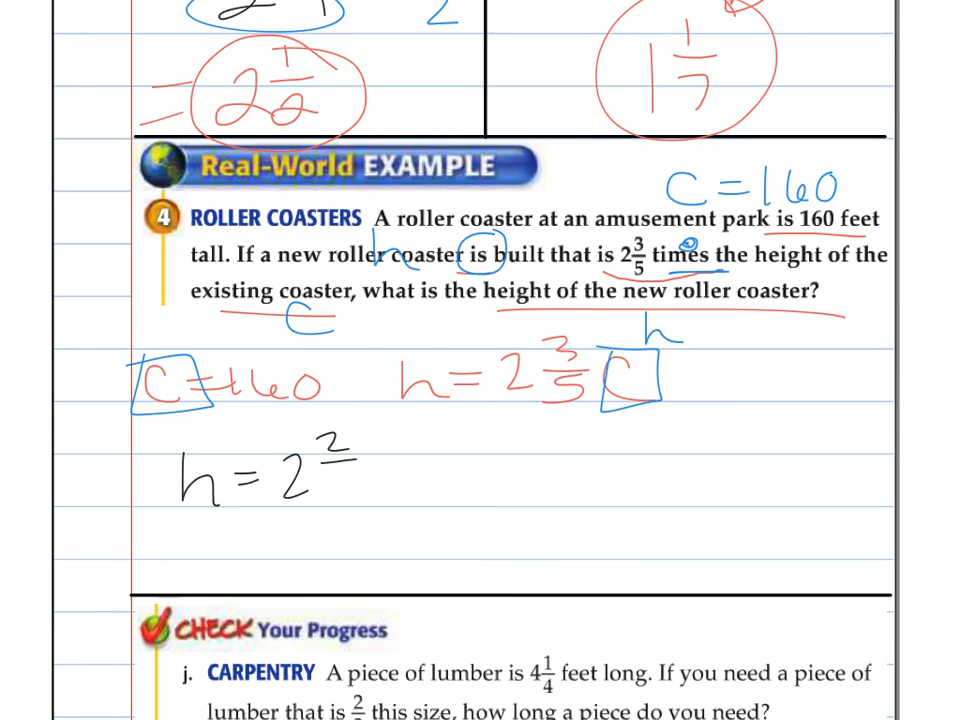 = 2 1/2
1 1/7
Real-World EXAMPLE
c = 160
4 ROLLER COASTERS A roller coaster at an amusement park is 160 feet
tall. If a new roller coaster is built that is 2 3/5 times the height of the
existing coaster, what is the height of the new roller coaster?
h
c
h
c = 160 h = 2 3/5 c
h = 2 2
CHECK Your Progress
j. CARPENTRY A piece of lumber is 4 1/4 feet long. If you need a piece of
lumber that is 2 this size, how long a piece do you need?